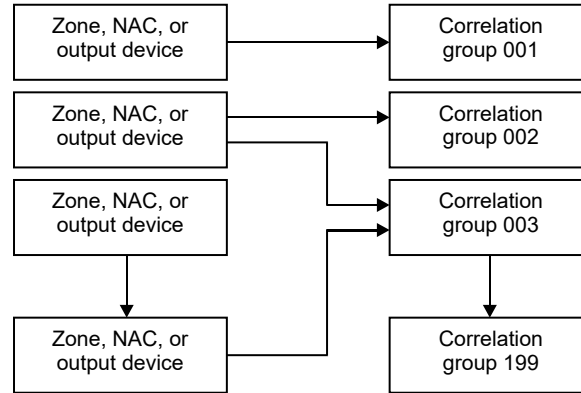 Zone, NAC, or
output device
Correlation
group 001
Zone, NAC, or
output device
Correlation
group 002
Zone, NAC, or
output device
Correlation
group 003
Zone, NAC, or
output device
Correlation
group 199